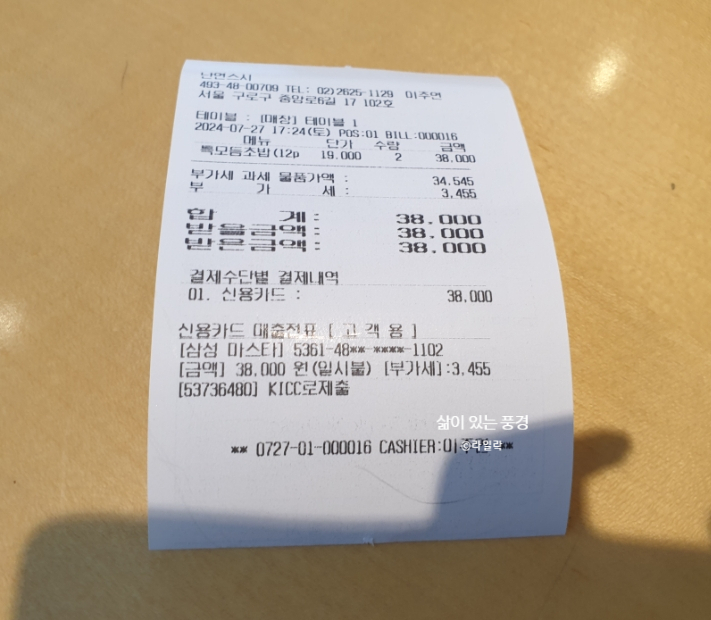 493-48-00709 TEL: 02)2625-1129 이주연
서울 구로구 중앙로6길 17 102호
테이블 : [매장] 테이블 1
2024-07-27 17:24(토) POS:01 BILL:000016
메뉴 단가 수량 금액
특모듬초밥(12p 19,000 2 38,000
부가세 과세 물품가액 : 34,545
부 가 세 : 3,455
합 계 : 38,000
받을금액 : 38,000
받은금액 : 38,000
결제수단별 결제내역
01. 신용카드 : 38,000
신용카드 매출전표 [ 고 객 용 ]
[삼성 마스타] 5361-48**-****-1102
[금액] 38,000 원(일시불) [부가세]:3,455
[53736480] KICC로제출
삶이 있는 풍경
©라일락
** 0727-01-000016 CASHIER:이주연 **